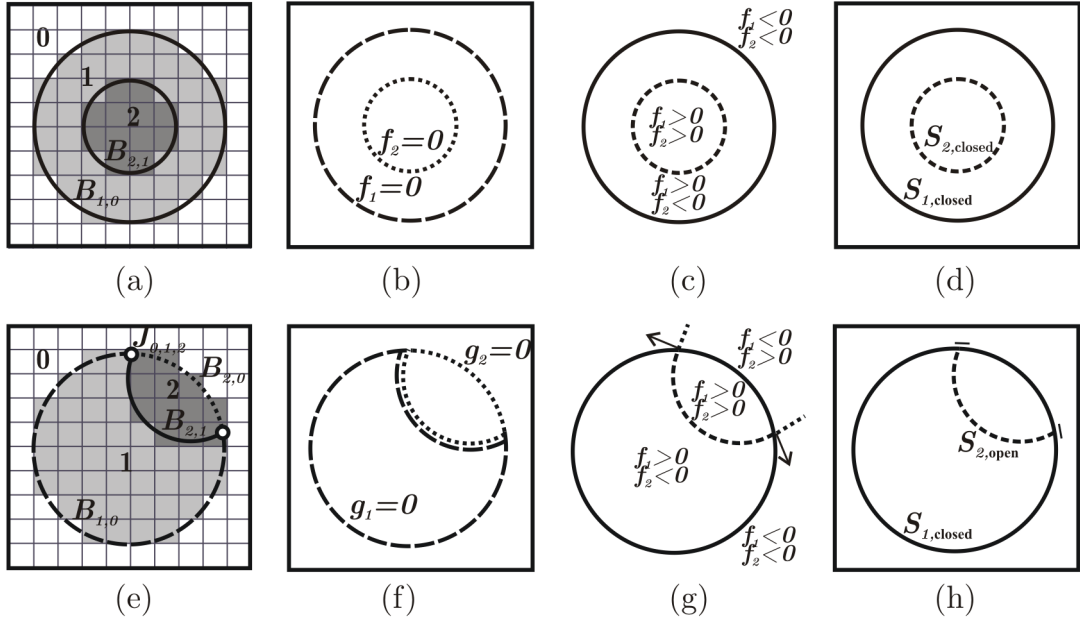 0
1
2
B2,1
B1,0
(a)
f2=0
f1=0
(b)
f1<0
f2<0
f1>0
f2>0
f1>0
f2<0
(c)
S2,closed
S1,closed
(d)
J0,1,2
0
B2,0
2
B2,1
1
B1,0
(e)
g2=0
g1=0
(f)
f1<0
f2>0
f1>0
f2>0
f1>0
f2<0
f1<0
f2<0
(g)
S2,open
S1,closed
(h)